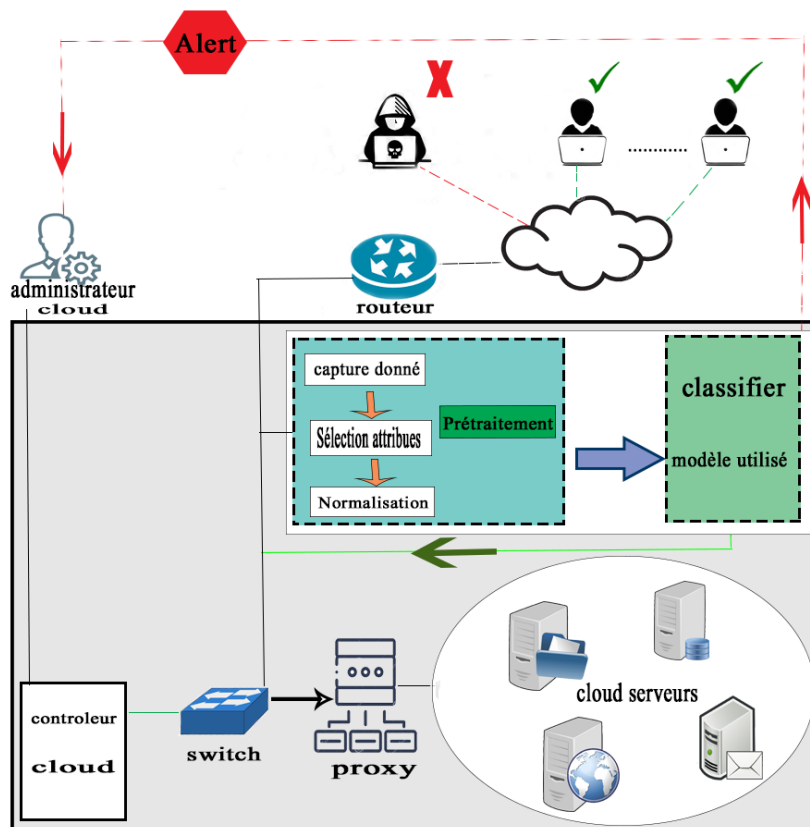 Alert
X
administrateur
cloud
routeur
capture donné
Sélection attribues
Normalisation
Prétraitement
classifier
modèle utilisé
controleur
cloud
switch
proxy
cloud serveurs